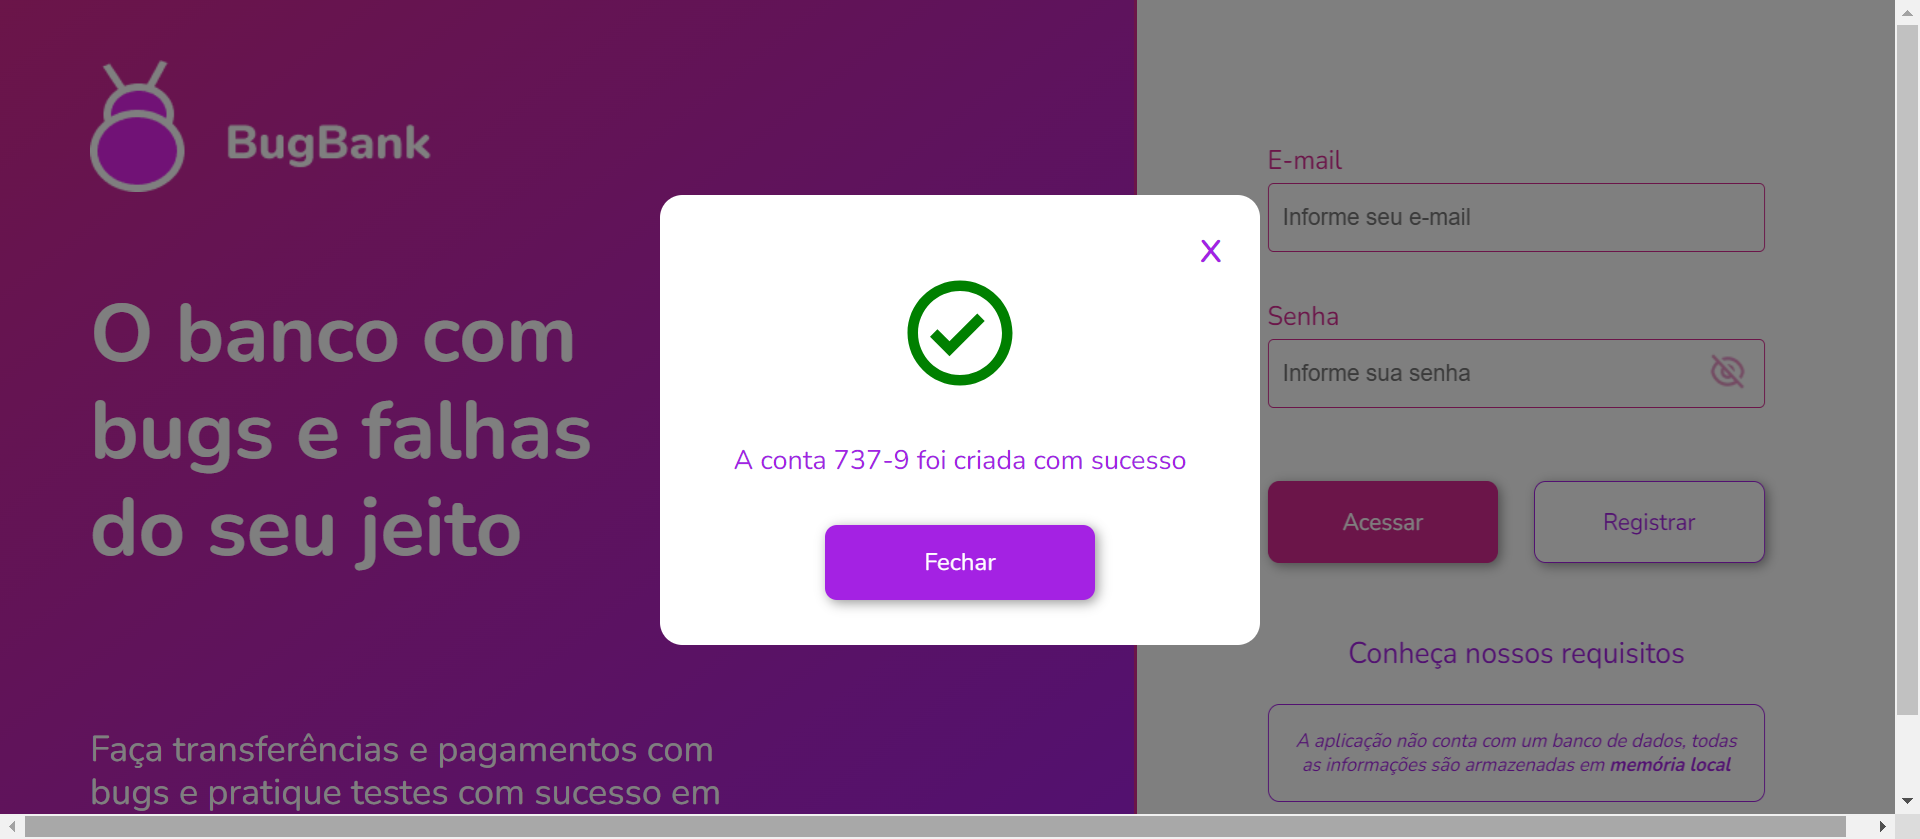 BugBank
O banco com
bugs e falhas
do seu jeito
Faça transferências e pagamentos com
bugs e pratique testes com sucesso em
X
A conta 737-9 foi criada com sucesso
Fechar
E-mail
Informe seu e-mail
Senha
Informe sua senha
Acessar
Registrar
Conheça nossos requisitos
A aplicação não conta com um banco de dados, todas
as informações são armazenadas em memória local